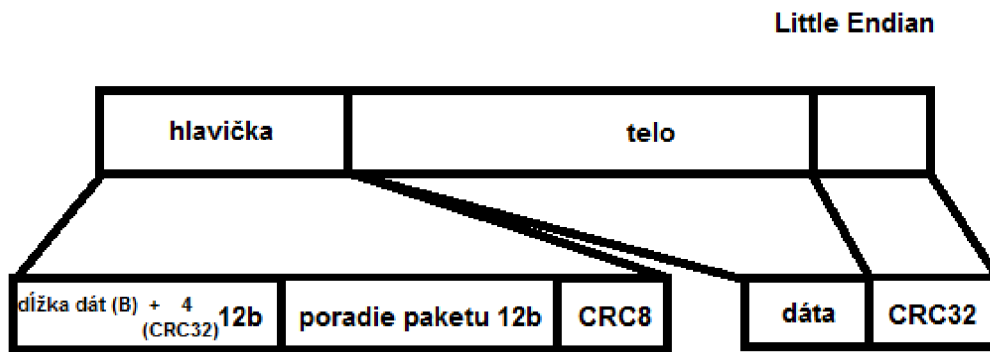 Little Endian
hlavička
telo
dĺžka dát (B) + 4
(CRC32) 12b
poradie paketu 12b
CRC8
dáta
CRC32